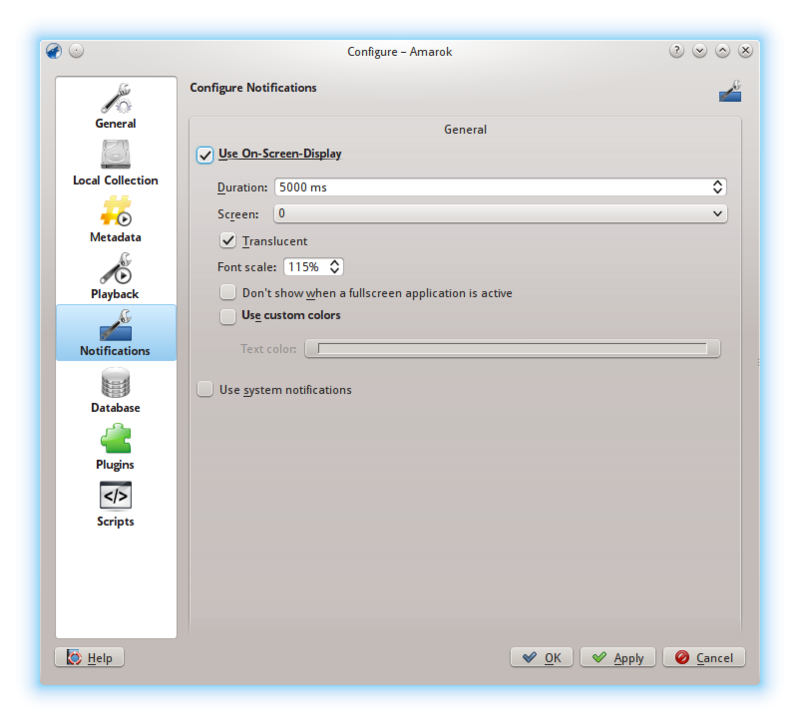 Configure – Amarok
General
Local Collection
Metadata
Playback
Notifications
Database
Plugins
Scripts
Configure Notifications
General
Use On-Screen-Display
Duration: 5000 ms
Screen: 0
Translucent
Font scale: 115%
Don't show when a fullscreen application is active
Use custom colors
Text color:
Use system notifications
Help
OK
Apply
Cancel